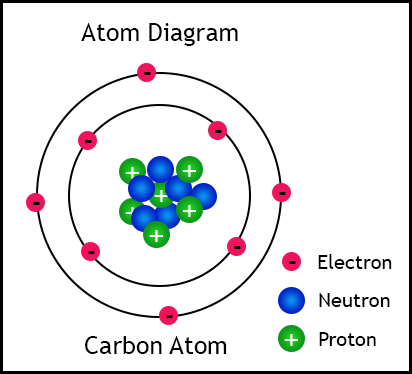 Atom Diagram
Electron
Neutron
Proton
Carbon Atom